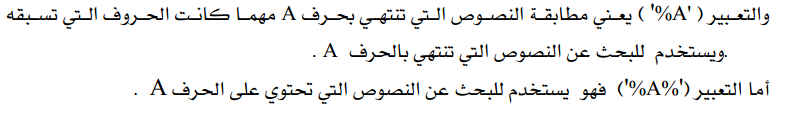 والتعبير ( '%A' ) يعني مطابقة النصوص التي تنتهي بحرف A مهما كانت الحروف التي تسبقه
.ويستخدم للبحث عن النصوص التي تنتهي بالحرف A .
أما التعبير ('%A%') فهو يستخدم للبحث عن النصوص التي تحتوي على الحرف A .